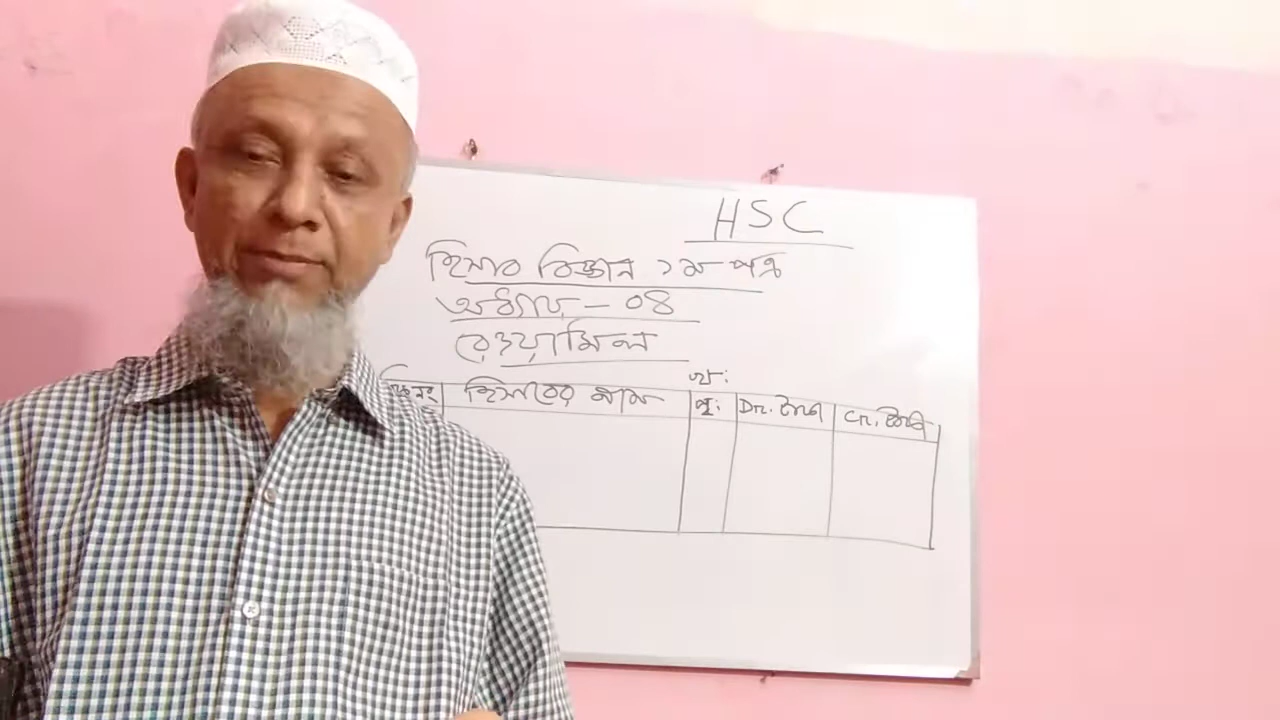 HSC
হিসাব বিজ্ঞান ১ম পত্র
অধ্যায় – ০৪
রেওয়ামিল
নং হিসাবের নাম খ: পৃ: Dr. টাকা Cr. টাকা